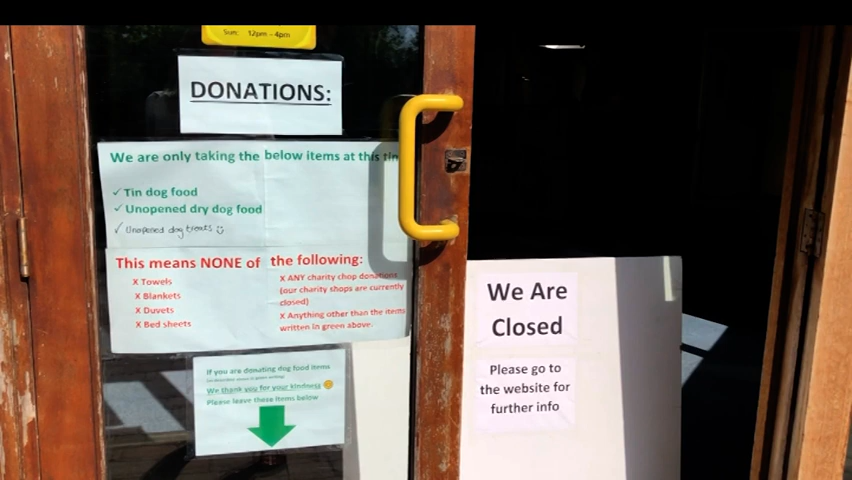 Sun: 12pm – 4pm
DONATIONS:
We are only taking the below items at this
✓ Tin dog food
✓ Unopened dry dog food
✓ Unopened dog treats
This means NONE of the following:
X Towels
X Blankets
X Duvets
X Bed sheets
X ANY charity chop donations
(our charity shops are currently
closed)
X Anything other than the items
written in green above.
If you are donating dog food items
We thank you for your kindness
Please leave these items below
We Are
Closed
Please go to
the website for
further info